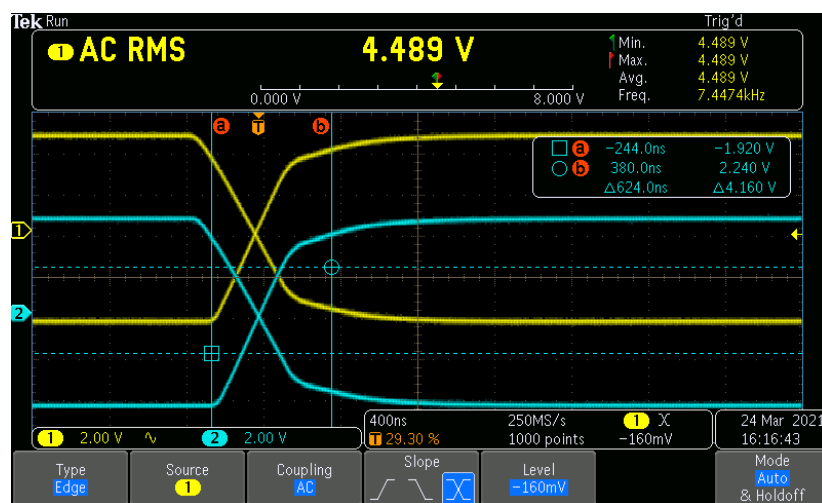 Tek Run Trig'd
1 AC RMS 4.489 V
Min. 4.489 V
Max. 4.489 V
Avg. 4.489 V
Freq. 7.4474kHz
0.000 V 8.000 V
a T b
a -244.0ns -1.920 V
b 380.0ns 2.240 V
Δ624.0ns Δ4.160 V
1
2
1 2.00 V 2 2.00 V
400ns 250MS/s 1
T 29.30 % 1000 points -160mV
24 Mar 2021
16:16:43
Type
Edge
Source
1
Coupling
AC
Slope
Level
-160mV
Mode
Auto
& Holdoff